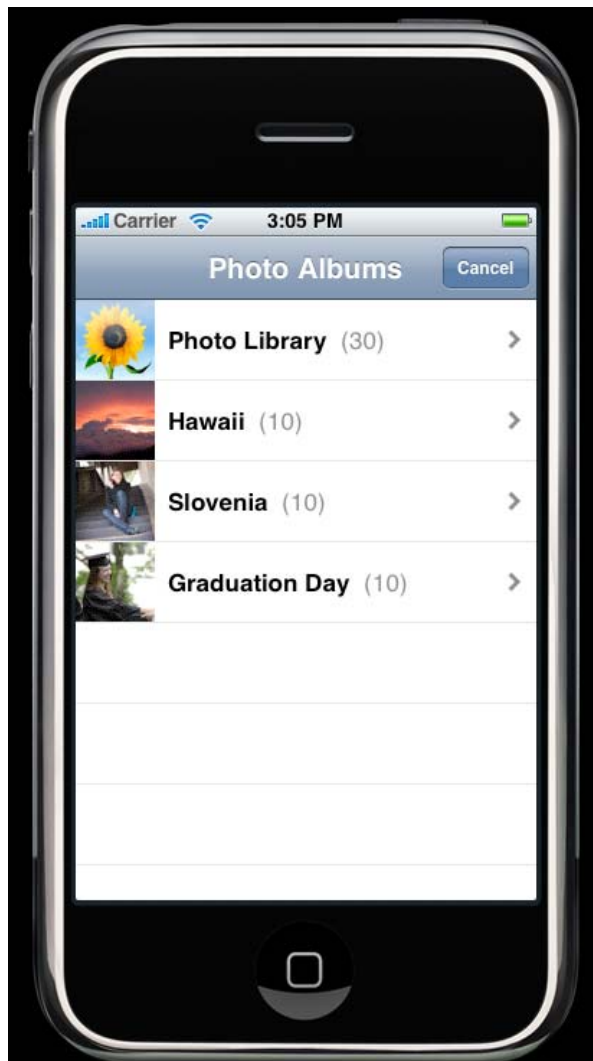 Carrier 3:05 PM
Photo Albums Cancel
Photo Library (30)
Hawaii (10)
Slovenia (10)
Graduation Day (10)